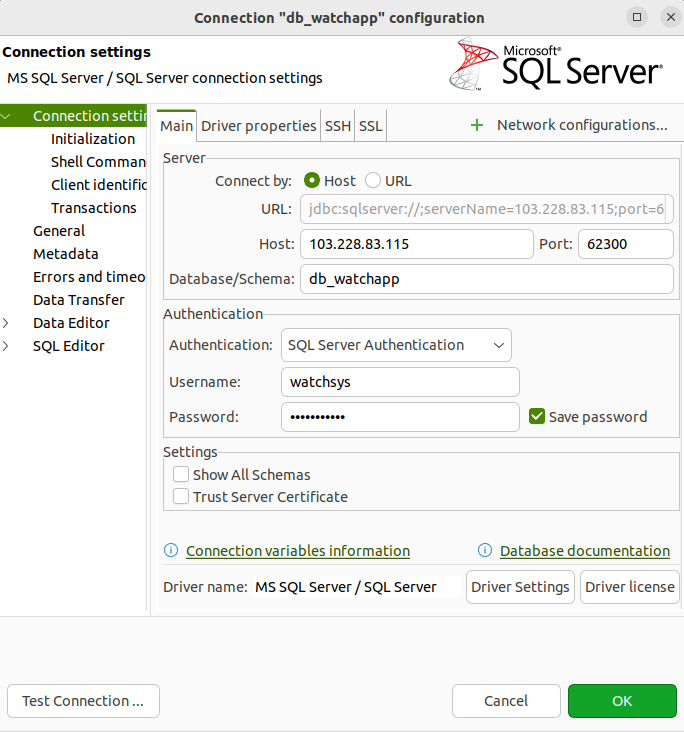 Connection "db_watchapp" configuration
Connection settings
MS SQL Server / SQL Server connection settings
Microsoft®
SQL Server®
Connection settin
Initialization
Shell Comman
Client identific
Transactions
General
Metadata
Errors and timeo
Data Transfer
Data Editor
SQL Editor
Main Driver properties SSH SSL + Network configurations...
Server
Connect by: Host URL
URL: jdbc:sqlserver://;serverName=103.228.83.115;port=6
Host: 103.228.83.115 Port: 62300
Database/Schema: db_watchapp
Authentication
Authentication: SQL Server Authentication
Username: watchsys
Password: •••••••••••  Save password
Settings
Show All Schemas
Trust Server Certificate
Connection variables information Database documentation
Driver name: MS SQL Server / SQL Server Driver Settings Driver license
Test Connection ... Cancel OK